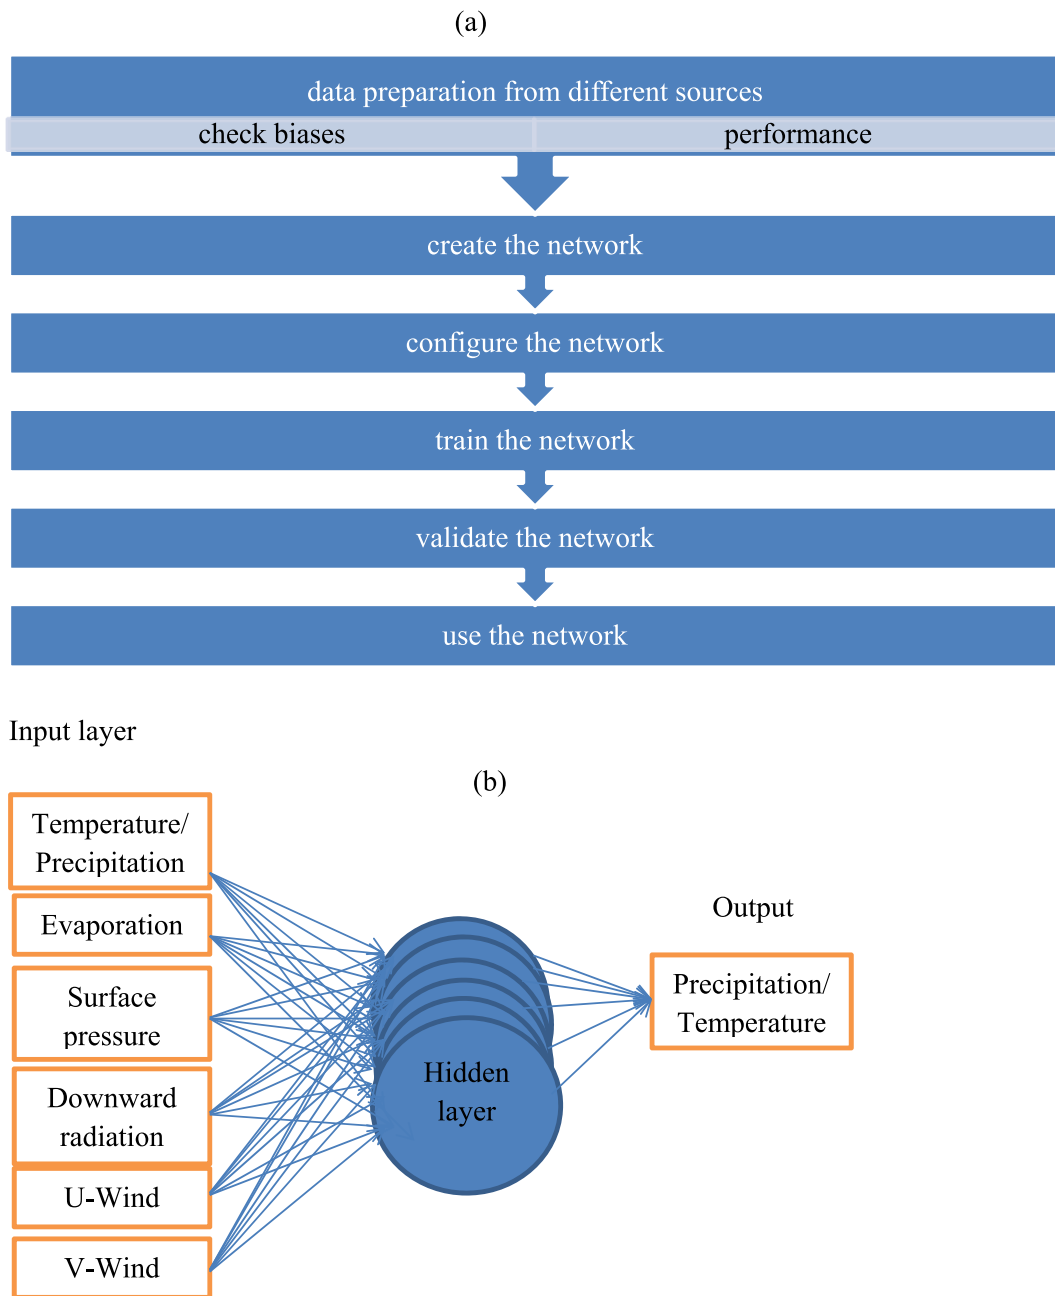 (a)
data preparation from different sources
check biases
performance
create the network
configure the network
train the network
validate the network
use the network
Input layer
(b)
Temperature/
Precipitation
Evaporation
Surface
pressure
Downward
radiation
U-Wind
V-Wind
Hidden
layer
Output
Precipitation/
Temperature